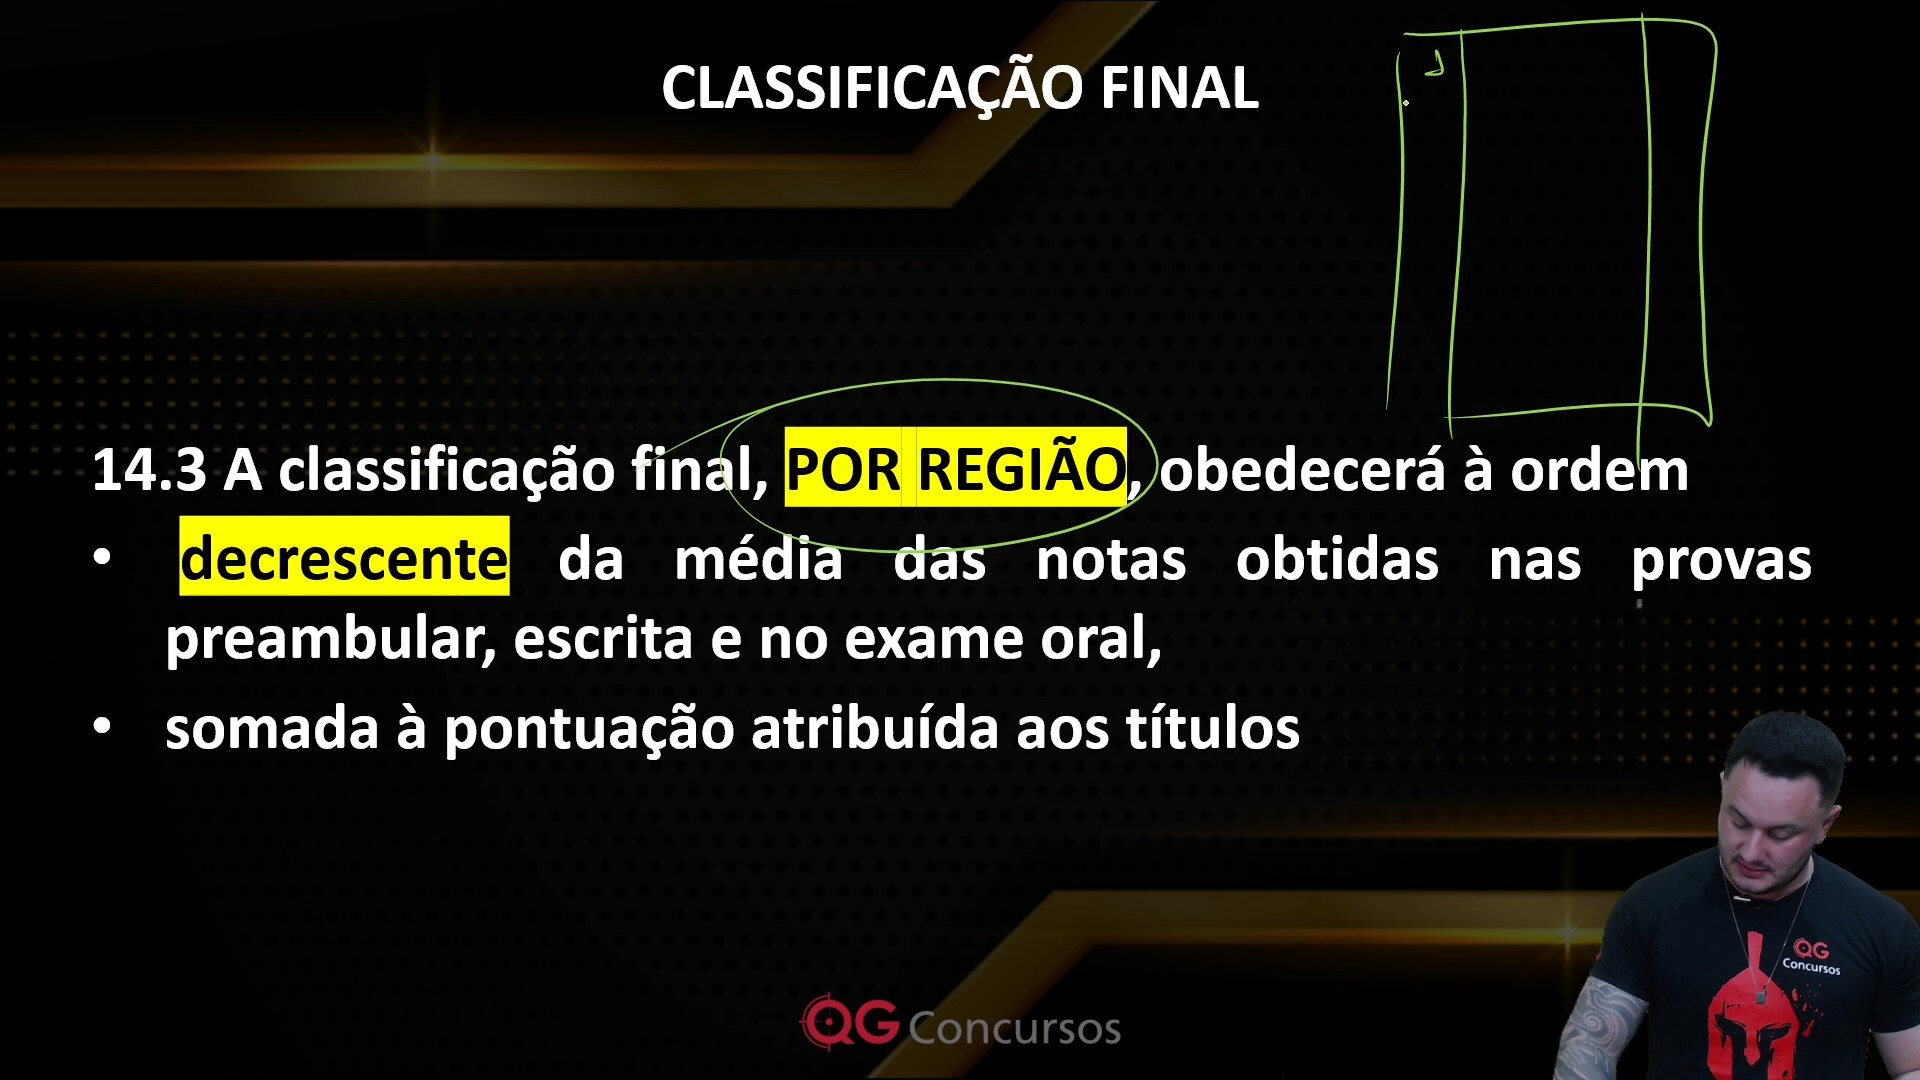 CLASSIFICAÇÃO FINAL
14.3 A classificação final, POR REGIÃO, obedecerá à ordem
• decrescente da média das notas obtidas nas provas
preambular, escrita e no exame oral,
• somada à pontuação atribuída aos títulos
QG
Concursos
QG Concursos